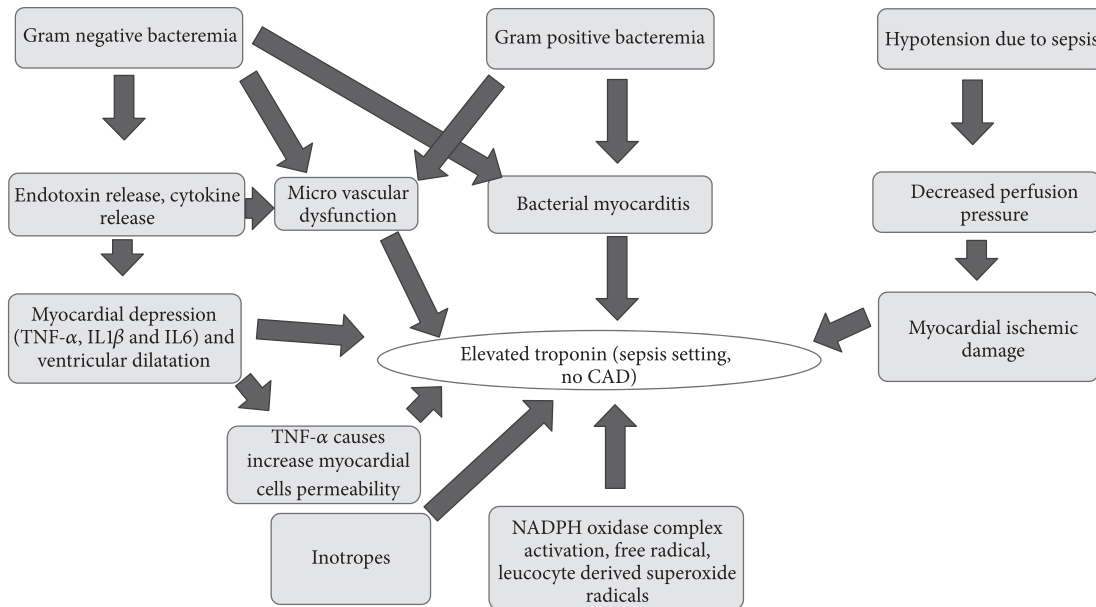 Gram negative bacteremia
Gram positive bacteremia
Hypotension due to sepsis
Endotoxin release, cytokine
release
Micro vascular
dysfunction
Bacterial myocarditis
Decreased perfusion
pressure
Myocardial depression
(TNF-α, IL1β and IL6) and
ventricular dilatation
Elevated troponin (sepsis setting,
no CAD)
Myocardial ischemic
damage
TNF-α causes
increase myocardial
cells permeability
Inotropes
NADPH oxidase complex
activation, free radical,
leucocyte derived superoxide
radicals